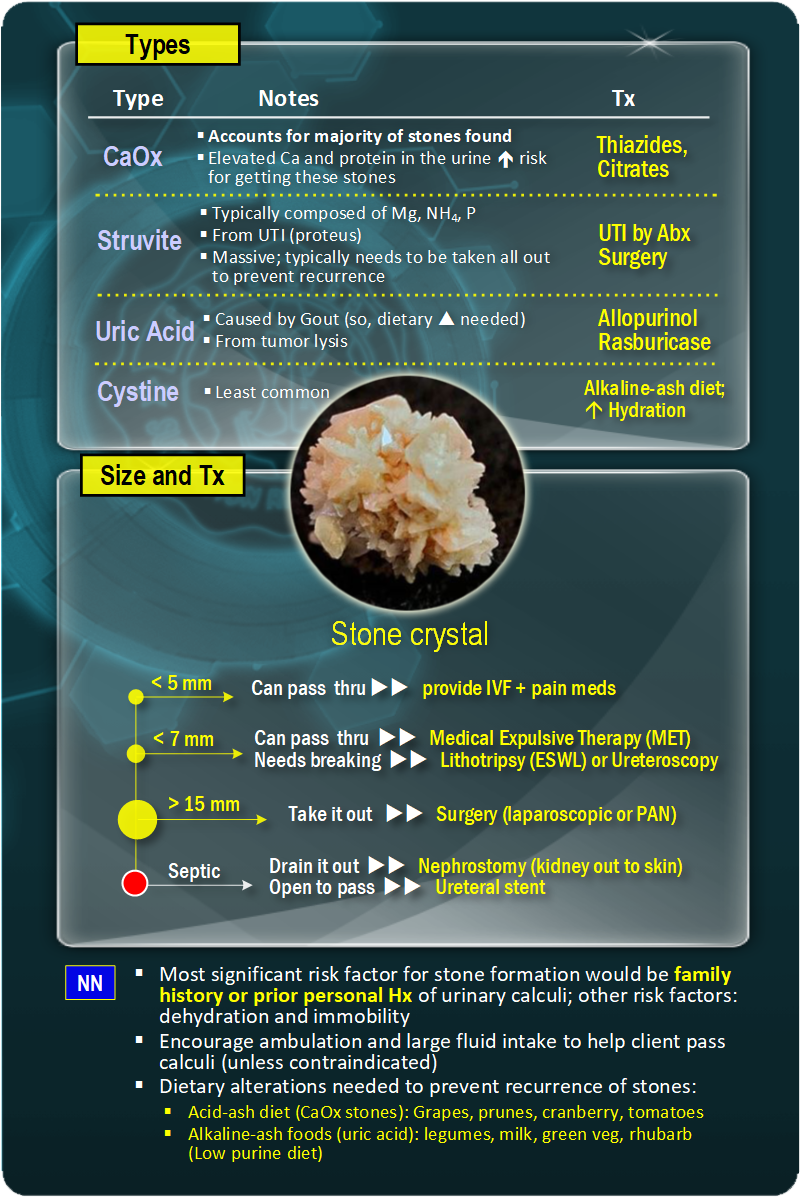 Types
Type Notes Tx
CaOx
▪ Accounts for majority of stones found
▪ Elevated Ca and protein in the urine 🡹 risk
for getting these stones
Thiazides,
Citrates
Struvite
▪ Typically composed of Mg, NH₄, P
▪ From UTI (proteus)
▪ Massive; typically needs to be taken all out
to prevent recurrence
UTI by Abx
Surgery
Uric Acid
▪ Caused by Gout (so, dietary ▲ needed)
▪ From tumor lysis
Allopurinol
Rasburicase
Cystine
▪ Least common
Alkaline-ash diet;
↑ Hydration
Size and Tx
Stone crystal
< 5 mm
Can pass thru ▶▶ provide IVF + pain meds
< 7 mm
Can pass thru ▶▶ Medical Expulsive Therapy (MET)
Needs breaking ▶▶ Lithotripsy (ESWL) or Ureteroscopy
> 15 mm
Take it out ▶▶ Surgery (laparoscopic or PAN)
Septic
Drain it out ▶▶ Nephrostomy (kidney out to skin)
Open to pass ▶▶ Ureteral stent
NN
▪ Most significant risk factor for stone formation would be family
history or prior personal Hx of urinary calculi; other risk factors:
dehydration and immobility
▪ Encourage ambulation and large fluid intake to help client pass
calculi (unless contraindicated)
▪ Dietary alterations needed to prevent recurrence of stones:
▪ Acid-ash diet (CaOx stones): Grapes, prunes, cranberry, tomatoes
▪ Alkaline-ash foods (uric acid): legumes, milk, green veg, rhubarb
(Low purine diet)